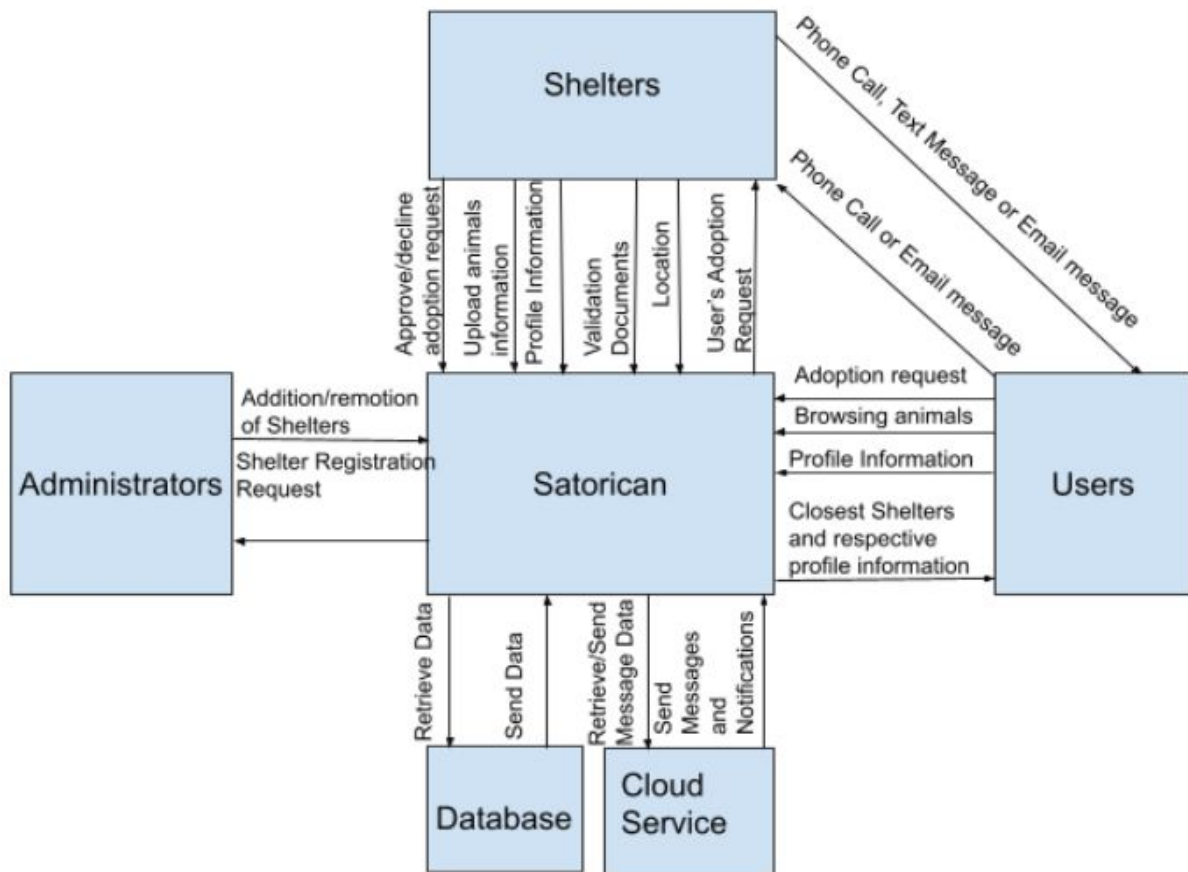 Shelters
Phone Call, Text Message or Email message
Phone Call or Email message
Approve/decline
adoption request
Upload animals
information
Profile Information
Validation
Documents
Location
User's Adoption
Request
Administrators
Addition/remotion
of Shelters
Shelter Registration
Request
Satorican
Adoption request
Browsing animals
Profile Information
Closest Shelters
and respective
profile information
Users
Retrieve Data
Send Data
Retrieve/Send
Message Data
Send
Messages
and
Notifications
Database
Cloud
Service